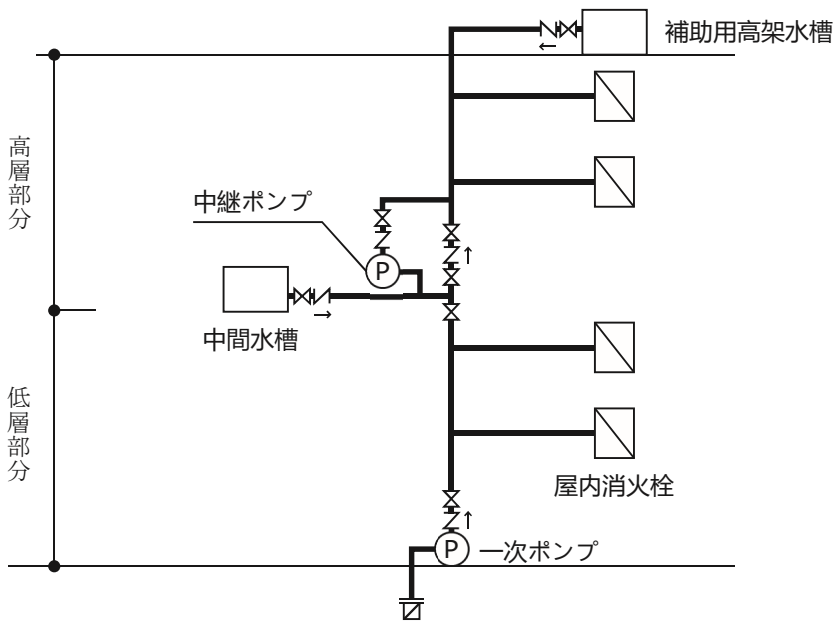 補助用高架水槽
高層部分
中継ポンプ
P
中間水槽
低層部分
屋内消火栓
P
一次ポンプ